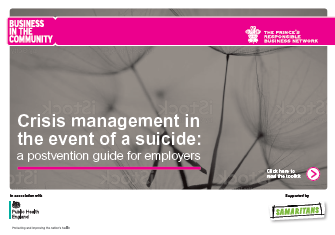 BUSINESS
IN THE
COMMUNITY
THE PRINCE'S
RESPONSIBLE
BUSINESS NETWORK
Crisis management in
the event of a suicide:
a postvention guide for employers
Click here to
read the toolkit
In association with
Supported by
Public Health
England
SAMARITANS
Protecting and improving the nation's health